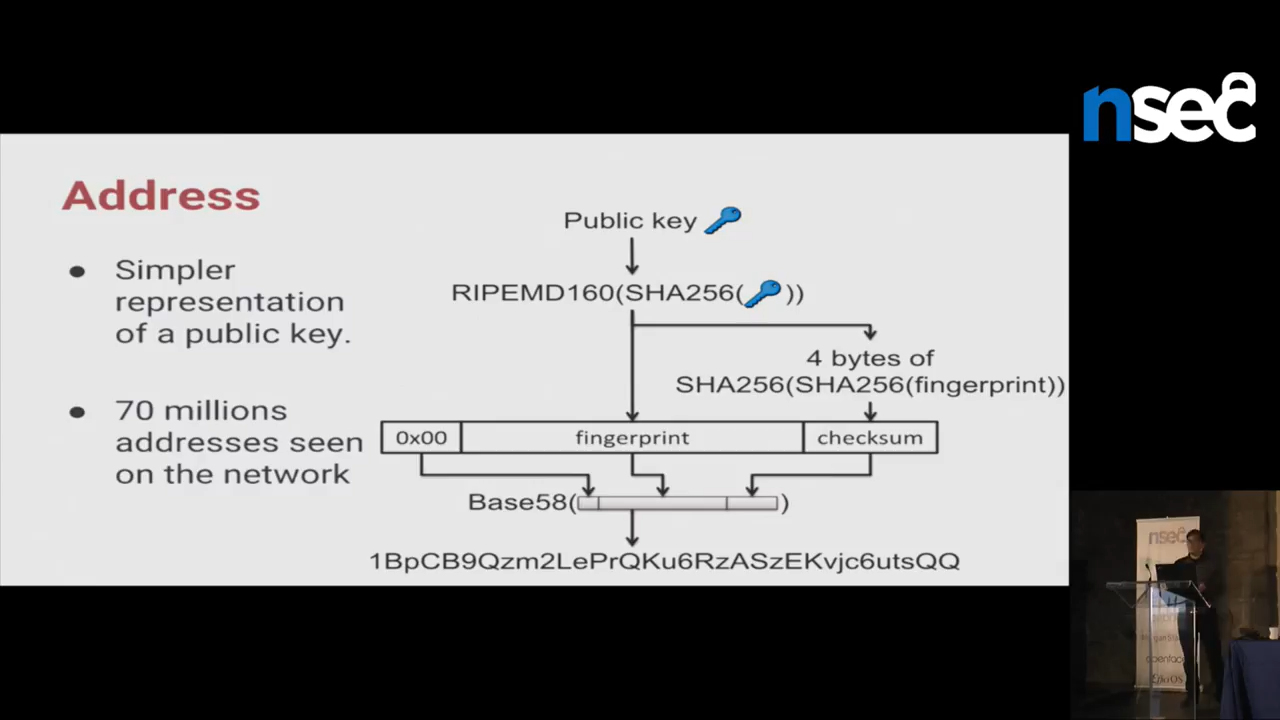 nsec
Address
Simpler
representation
of a public key.
70 millions
addresses seen
on the network
Public key
RIPEMD160(SHA256( ))
4 bytes of
SHA256(SHA256(fingerprint))
0x00 fingerprint checksum
Base58( )
1BpCB9Qzm2LePrQKu6RzASzEKvjc6utsQQ
nsec